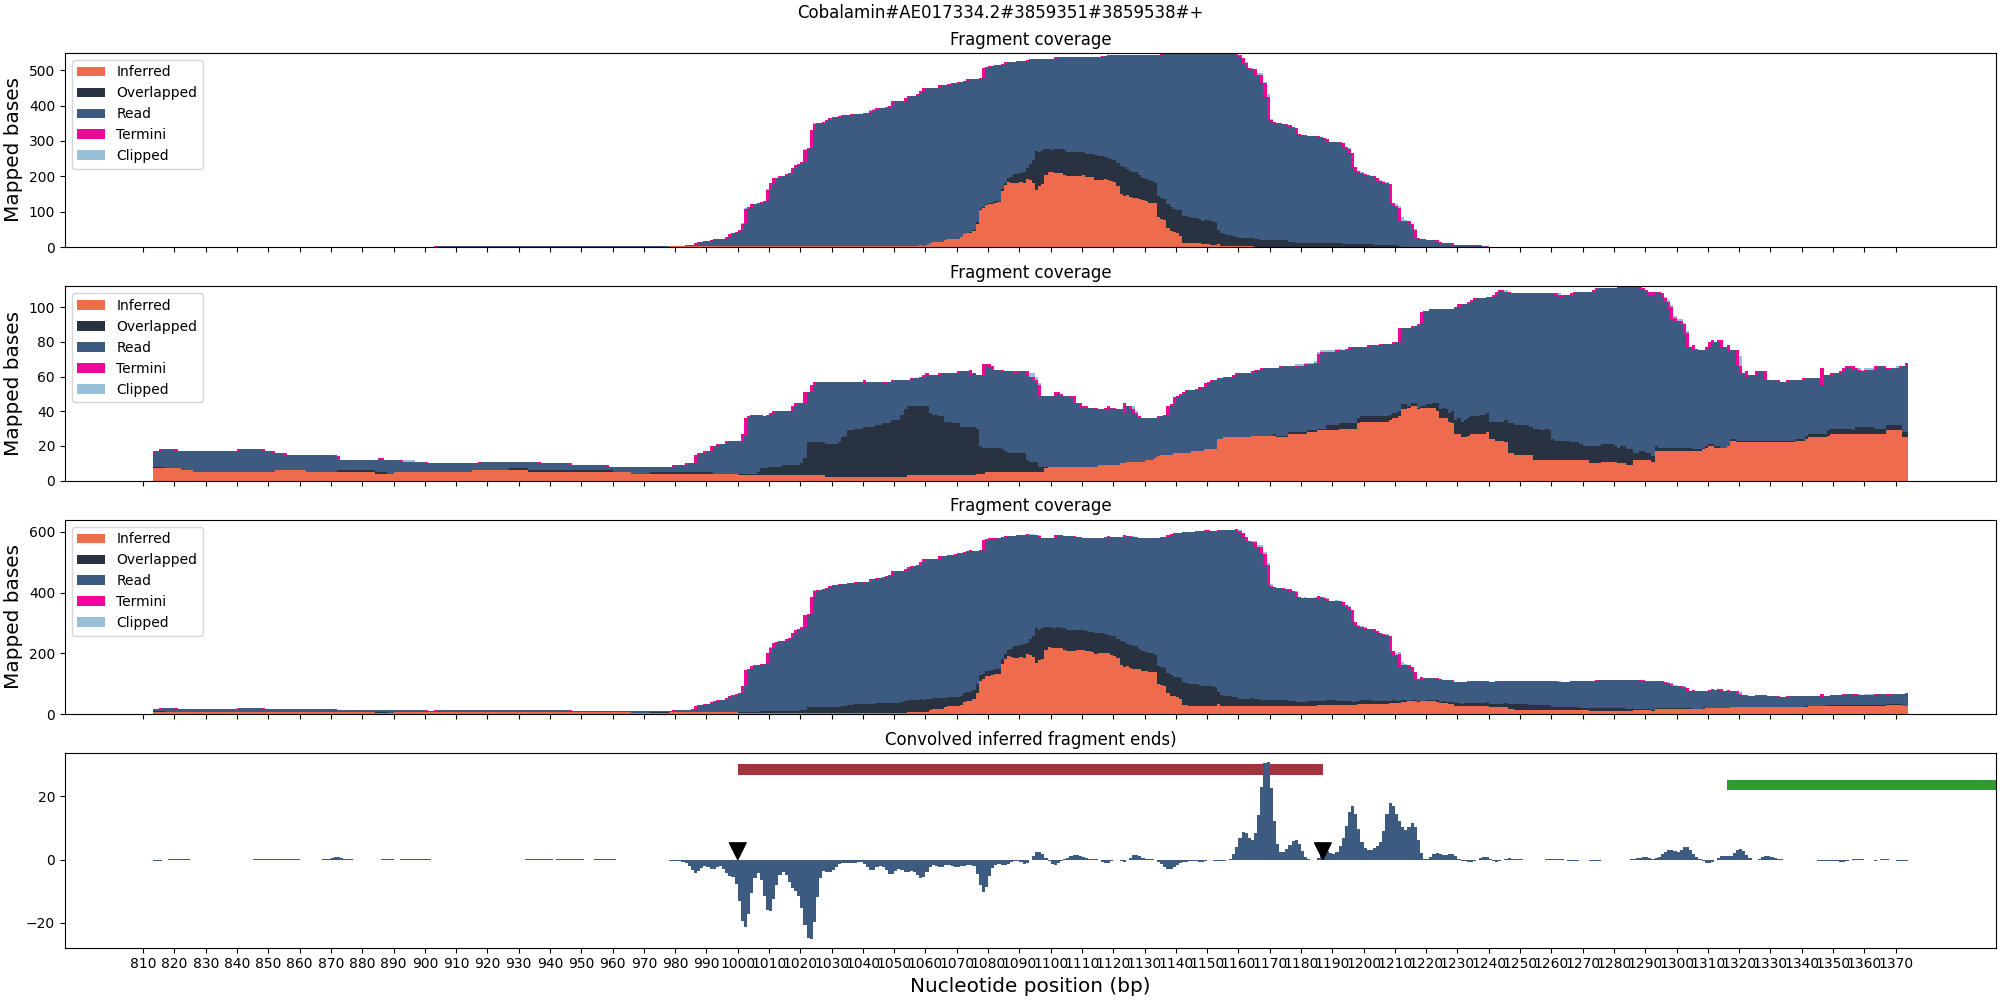 Cobalamin#AE017334.2#3859351#3859538#+
Fragment coverage
Mapped bases
500
400
300
200
100
0
Inferred
Overlapped
Read
Termini
Clipped
Fragment coverage
Mapped bases
100
80
60
40
20
0
Inferred
Overlapped
Read
Termini
Clipped
Fragment coverage
Mapped bases
600
400
200
0
Inferred
Overlapped
Read
Termini
Clipped
Convolved inferred fragment ends)
20
0
−20
810 820 830 840 850 860 870 880 890 900 910 920 930 940 950 960 970 980 990 1000 1010 1020 1030 1040 1050 1060 1070 1080 1090 1100 1110 1120 1130 1140 1150 1160 1170 1180 1190 1200 1210 1220 1230 1240 1250 1260 1270 1280 1290 1300 1310 1320 1330 1340 1350 1360 1370
Nucleotide position (bp)